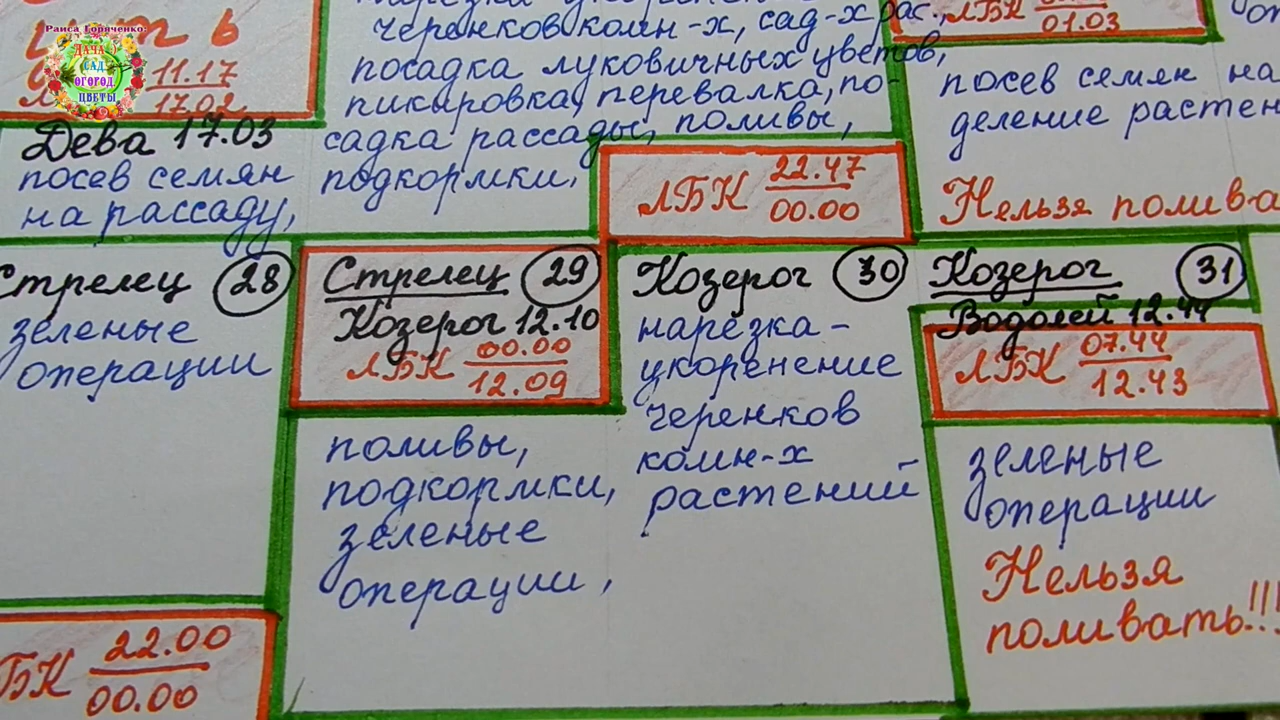 Раиса Горяченко:
ДАЧА
САД
ОГОРОД
ЦВЕТЫ
11.17
17.02
Дева 17.03
посев семян
на рассаду,
черенков комн-х, сад-х рас.,
посадка луковичных цветов,
пикировка, перевалка, по-
садка рассады, поливы,
подкормки,
ЛБК 22.47
00.00
ЛБК
01.03
посев семян на
деление растен
Нельзя полива
Стрелец 28
зеленые
операции
БК 22.00
00.00
Стрелец 29
Козерог 12.10
ЛБК 00.00
12.09
поливы,
подкормки,
зеленые
операции,
Козерог 30
нарезка-
укоренение
черенков
комн-х
растений
Козерог 31
Водолей 12.44
ЛБК 07.44
12.43
зеленые
операции
Нельзя
поливать!!!